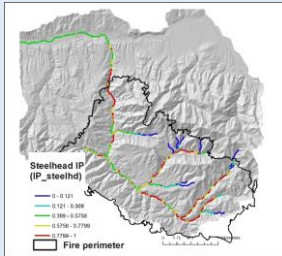 Steelhead IP
(IP_steelhd)
0 - 0.121
0.121 - 0.369
0.369 - 0.5756
0.5756 - 0.7799
0.7799 - 1
Fire perimeter